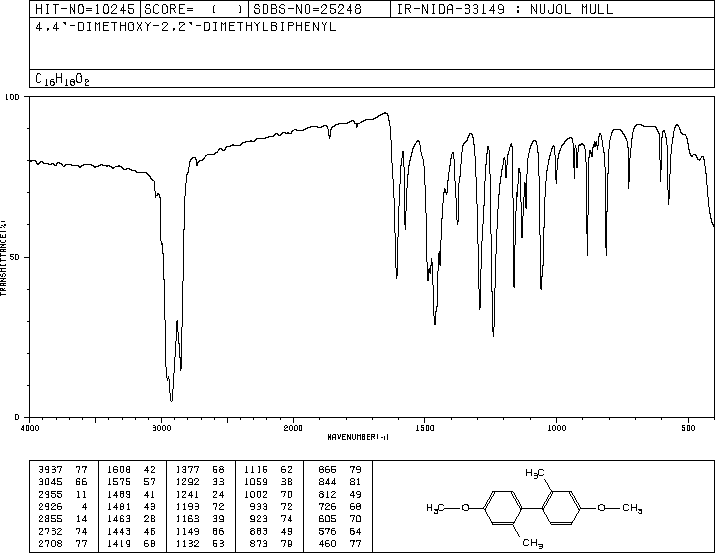 HIT-NO=10245 SCORE= ( ) SDBS-NO=25248 IR-NIDA-33149 : NUJOL MULL
4,4'-DIMETHOXY-2,2'-DIMETHYLBIPHENYL
C16H18O2
100
50
0
TRANSMITTANCE(%)
4000 3000 2000 1500 1000 500
WAVENUMBER(-1)
3937 77 1608 42 1377 68 1116 62 866 79
3045 66 1575 57 1292 33 1059 38 844 81
2955 11 1489 41 1241 24 1002 70 812 49
2926 4 1481 43 1193 72 933 72 726 68
2855 14 1463 28 1163 39 923 74 605 70
2732 74 1443 46 1149 86 883 49 576 64
2708 77 1419 68 1132 53 873 79 460 77
H3C
H3C O
O CH3
CH3